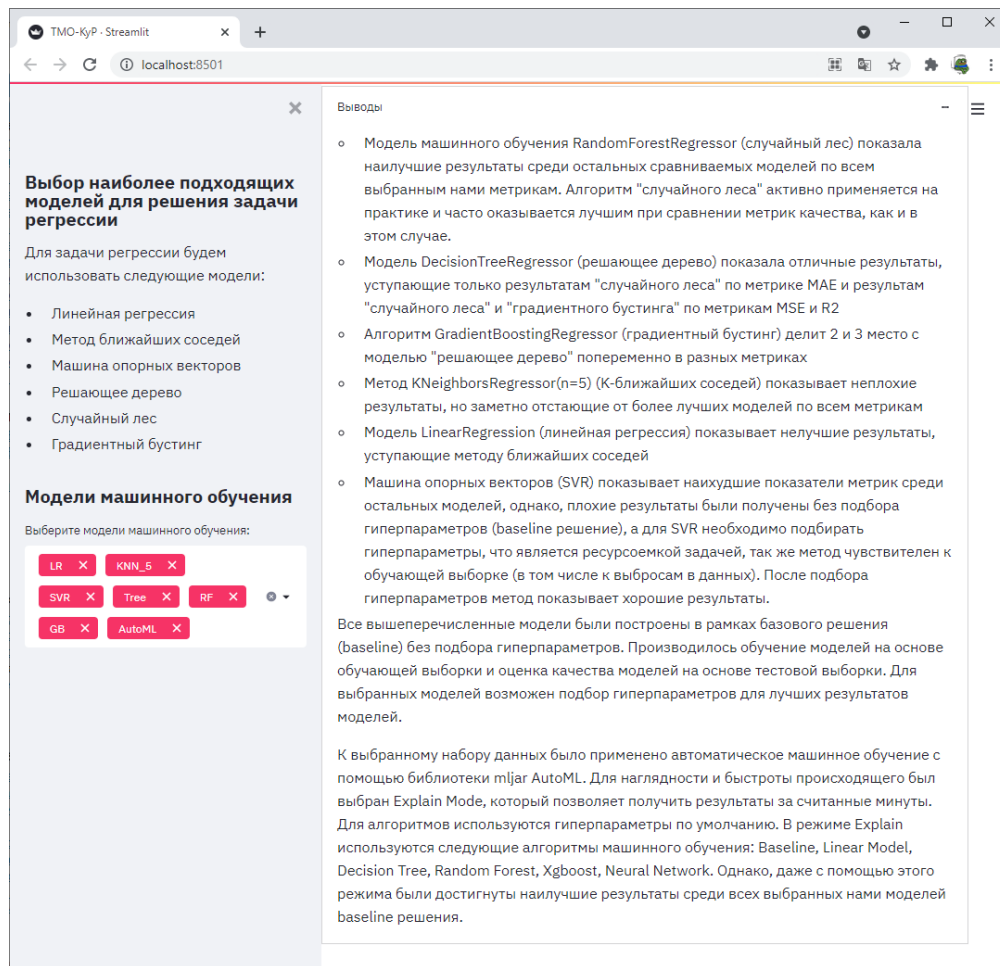 TMO-КуР · Streamlit
localhost:8501
Выбор наиболее подходящих
моделей для решения задачи
регрессии
Для задачи регрессии будем
использовать следующие модели:
Линейная регрессия
Метод ближайших соседей
Машина опорных векторов
Решающее дерево
Случайный лес
Градиентный бустинг
Модели машинного обучения
Выберите модели машинного обучения:
LR
KNN_5
SVR
Tree
RF
GB
AutoML
Выводы
Модель машинного обучения RandomForestRegressor (случайный лес) показала
наилучшие результаты среди остальных сравниваемых моделей по всем
выбранным нами метрикам. Алгоритм "случайного леса" активно применяется на
практике и часто оказывается лучшим при сравнении метрик качества, как и в
этом случае.
Модель DecisionTreeRegressor (решающее дерево) показала отличные результаты,
уступающие только результатам "случайного леса" по метрике MAE и результам
"случайного леса" и "градиентного бустинга" по метрикам MSE и R2
Алгоритм GradientBoostingRegressor (градиентный бустинг) делит 2 и 3 место с
моделью "решающее дерево" попеременно в разных метриках
Метод KNeighborsRegressor(n=5) (K-ближайших соседей) показывает неплохие
результаты, но заметно отстающие от более лучших моделей по всем метрикам
Модель LinearRegression (линейная регрессия) показывает нелучшие результаты,
уступающие методу ближайших соседей
Машина опорных векторов (SVR) показывает наихудшие показатели метрик среди
остальных моделей, однако, плохие результаты были получены без подбора
гиперпараметров (baseline решение), а для SVR необходимо подбирать
гиперпараметры, что является ресурсоемкой задачей, так же метод чувствителен к
обучающей выборке (в том числе к выбросам в данных). После подбора
гиперпараметров метод показывает хорошие результаты.
Все вышеперечисленные модели были построены в рамках базового решения
(baseline) без подбора гиперпараметров. Производилось обучение моделей на основе
обучающей выборки и оценка качества моделей на основе тестовой выборки. Для
выбранных моделей возможен подбор гиперпараметров для лучших результатов
моделей.
К выбранному набору данных было применено автоматическое машинное обучение с
помощью библиотеки mljar AutoML. Для наглядности и быстроты происходящего был
выбран Explain Mode, который позволяет получить результаты за считанные минуты.
Для алгоритмов используются гиперпараметры по умолчанию. В режиме Explain
используются следующие алгоритмы машинного обучения: Baseline, Linear Model,
Decision Tree, Random Forest, Xgboost, Neural Network. Однако, даже с помощью этого
режима были достигнуты наилучшие результаты среди всех выбранных нами моделей
baseline решения.